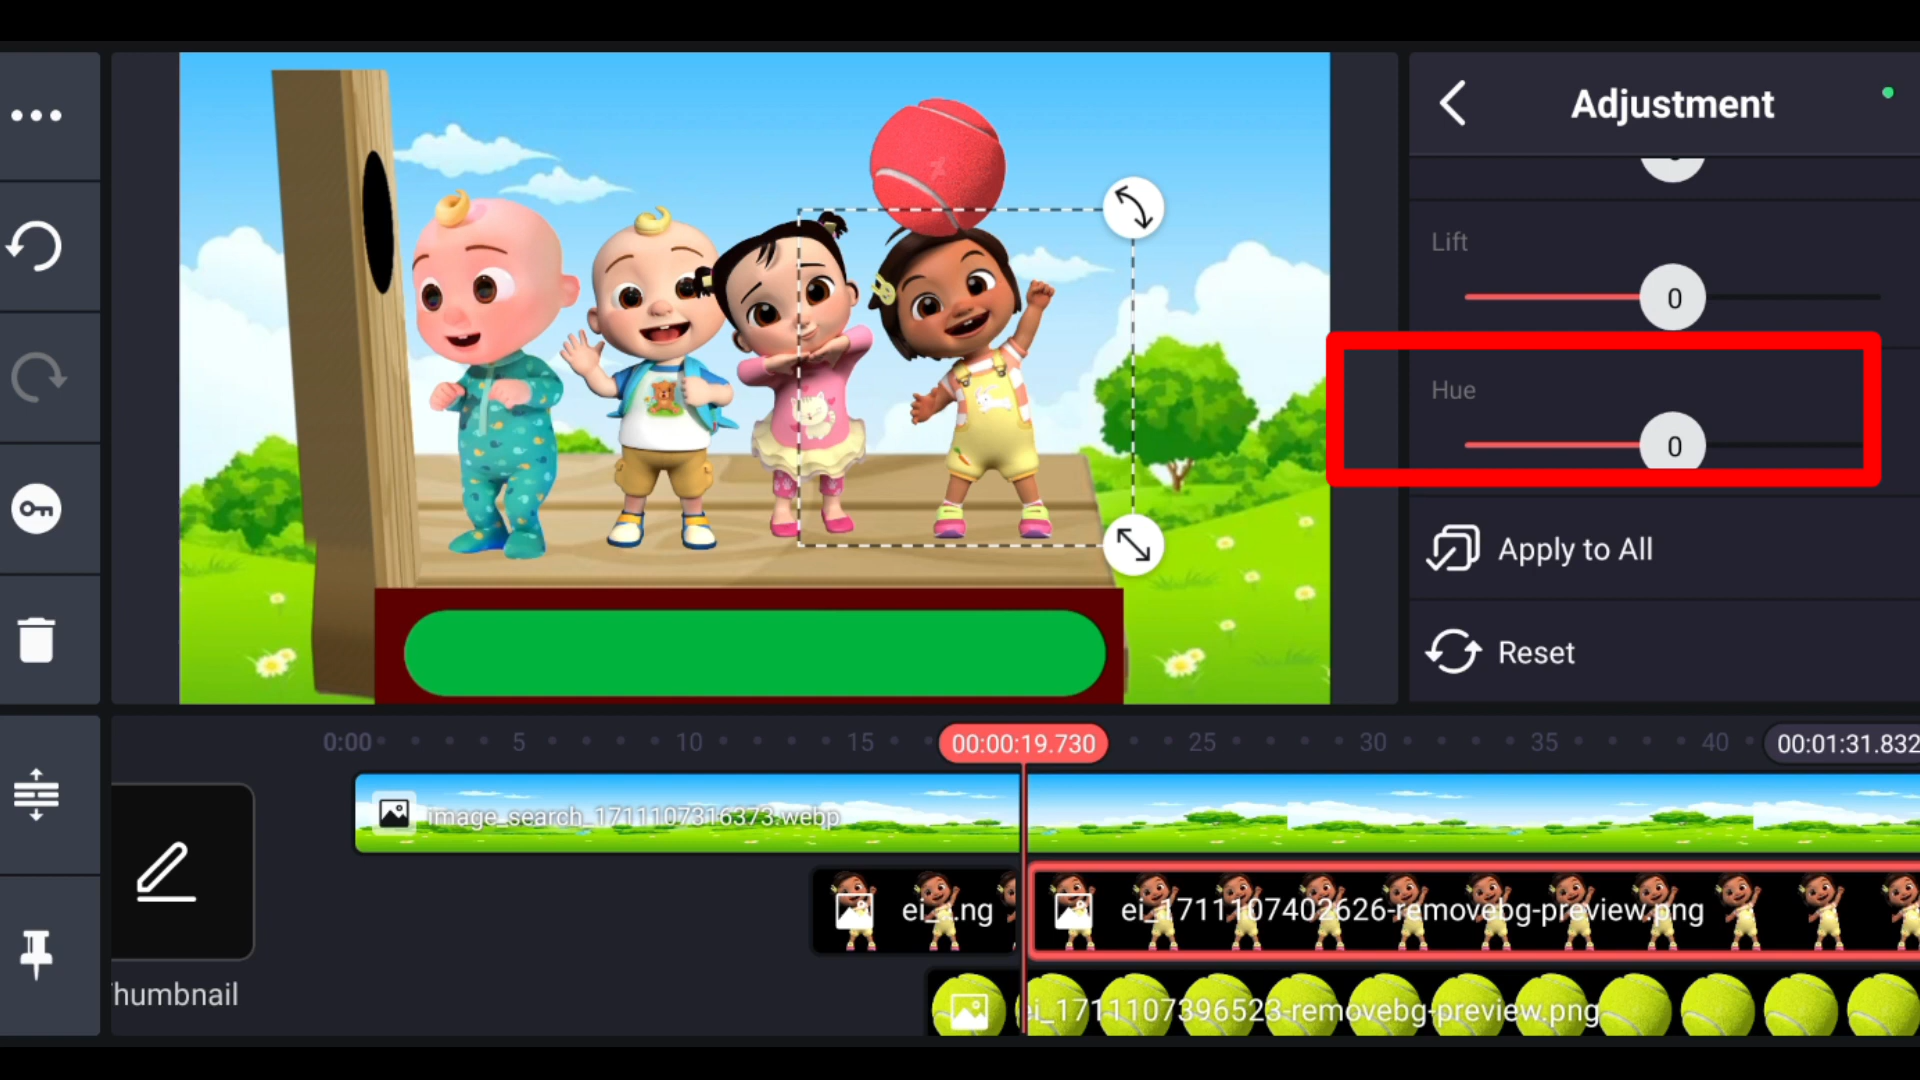 Adjustment
Lift
0
Hue
0
Apply to All
Reset
0:00 5 10 15 00:00:19.730 25 30 35 40 00:01:31.832
image_search_1711107316373.webp
ei_...ng ei_1711107402626-removebg-preview.png
ei_1711107396523-removebg-preview.png
humbnail